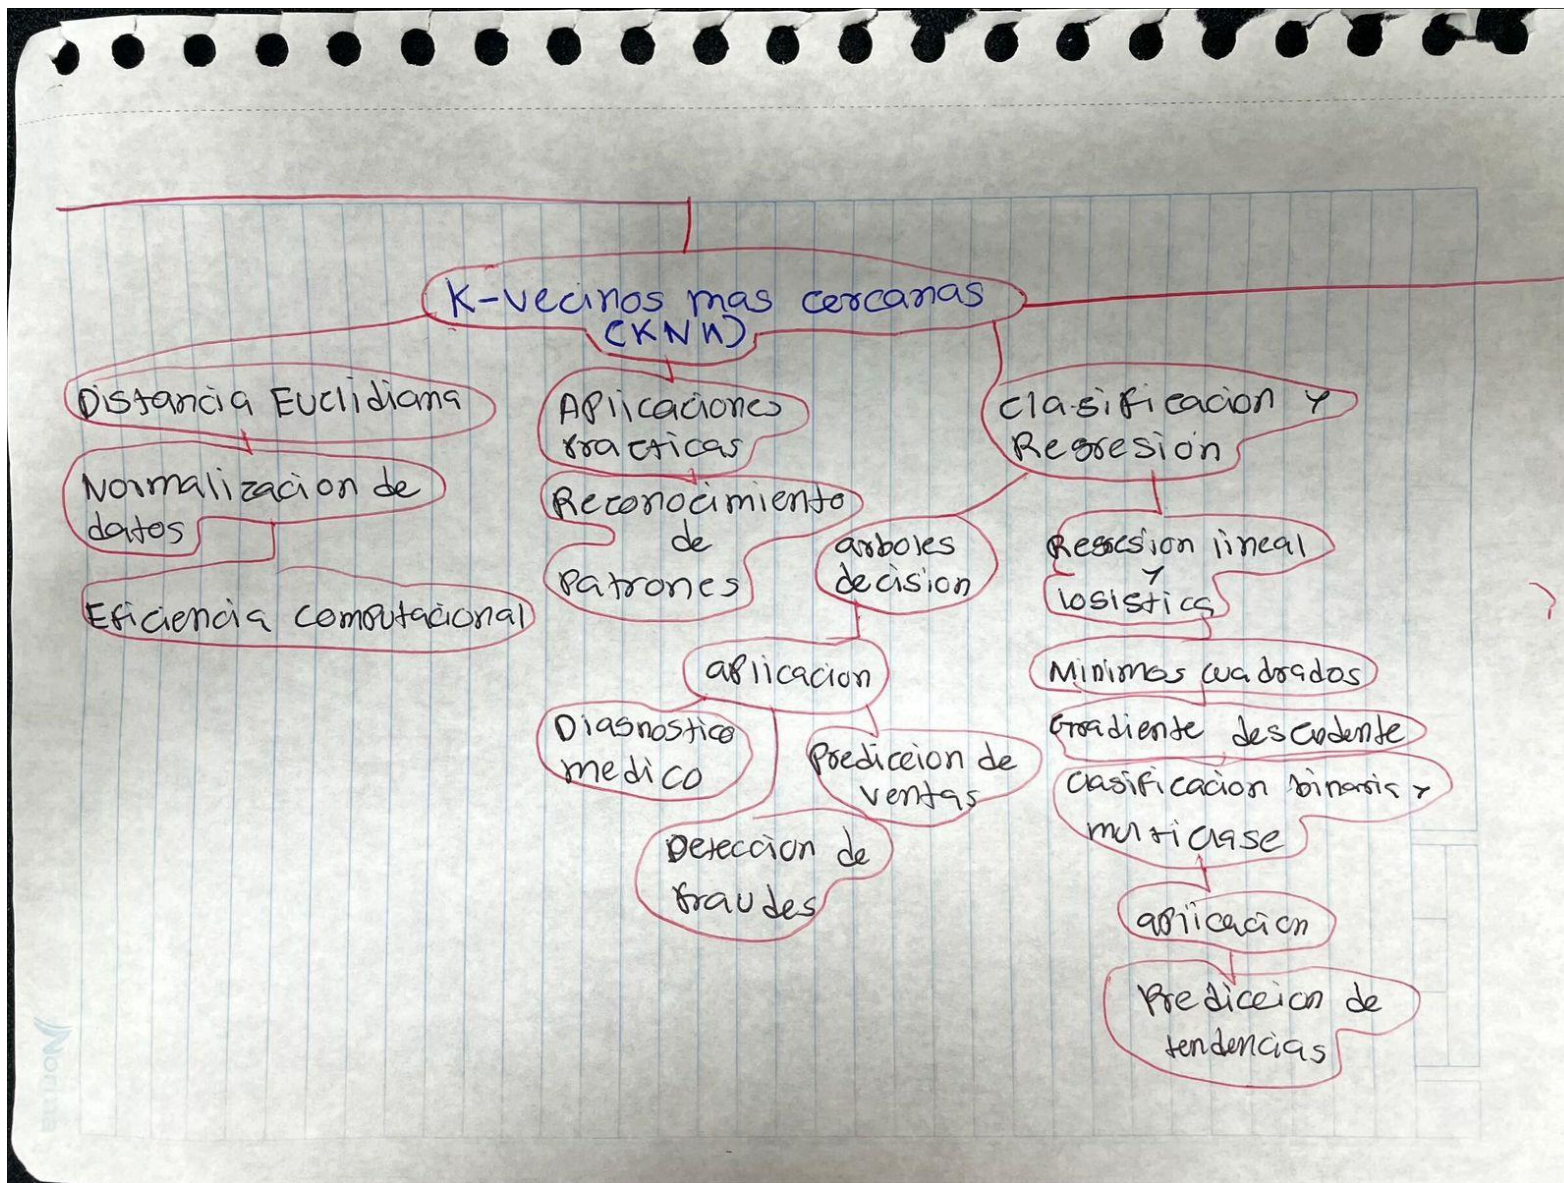 K-vecinos mas cercanas
(KNN)
Distancia Euclidiana
Normalizacion de
datos
Eficiencia computacional
Aplicaciones
Practicas
Reconocimiento
de
Patrones
Clasificacion y
Regresion
arboles
decision
aplicacion
Diagnostico
medico
Prediccion de
ventas
Deteccion de
fraudes
Regresion lineal
y
logistica
Minimos cuadrados
Gradiente descedente
Clasificacion binaria y
multiclase
aplicacion
Prediccion de
tendencias
Norma